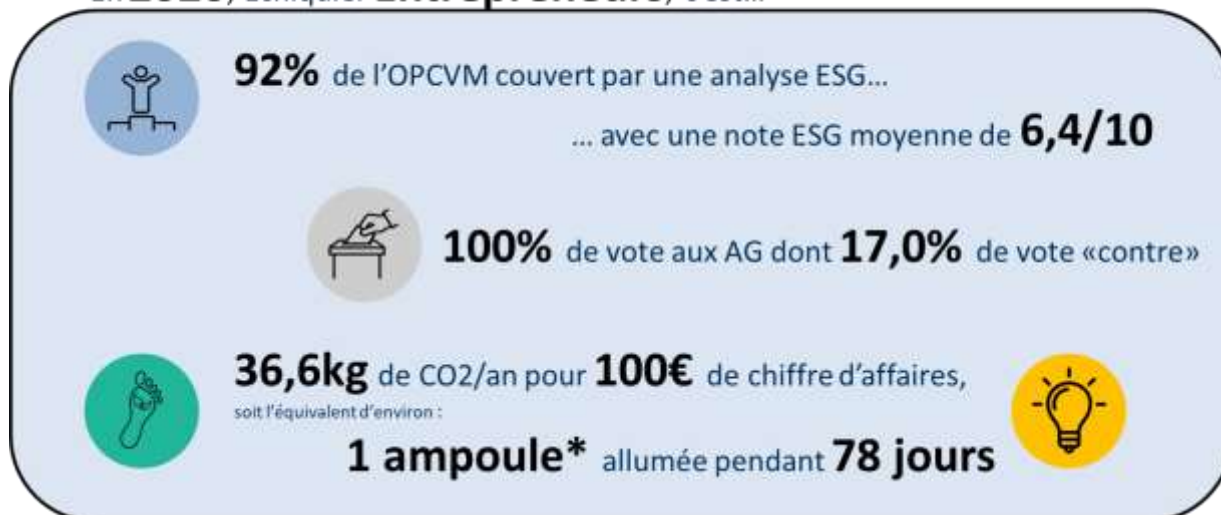 92% de l'OPCVM couvert par une analyse ESG...
... avec une note ESG moyenne de 6,4/10
100% de vote aux AG dont 17,0% de vote «contre»
36,6kg de CO2/an pour 100€ de chiffre d'affaires,
soit l'équivalent d'environ :
1 ampoule* allumée pendant 78 jours